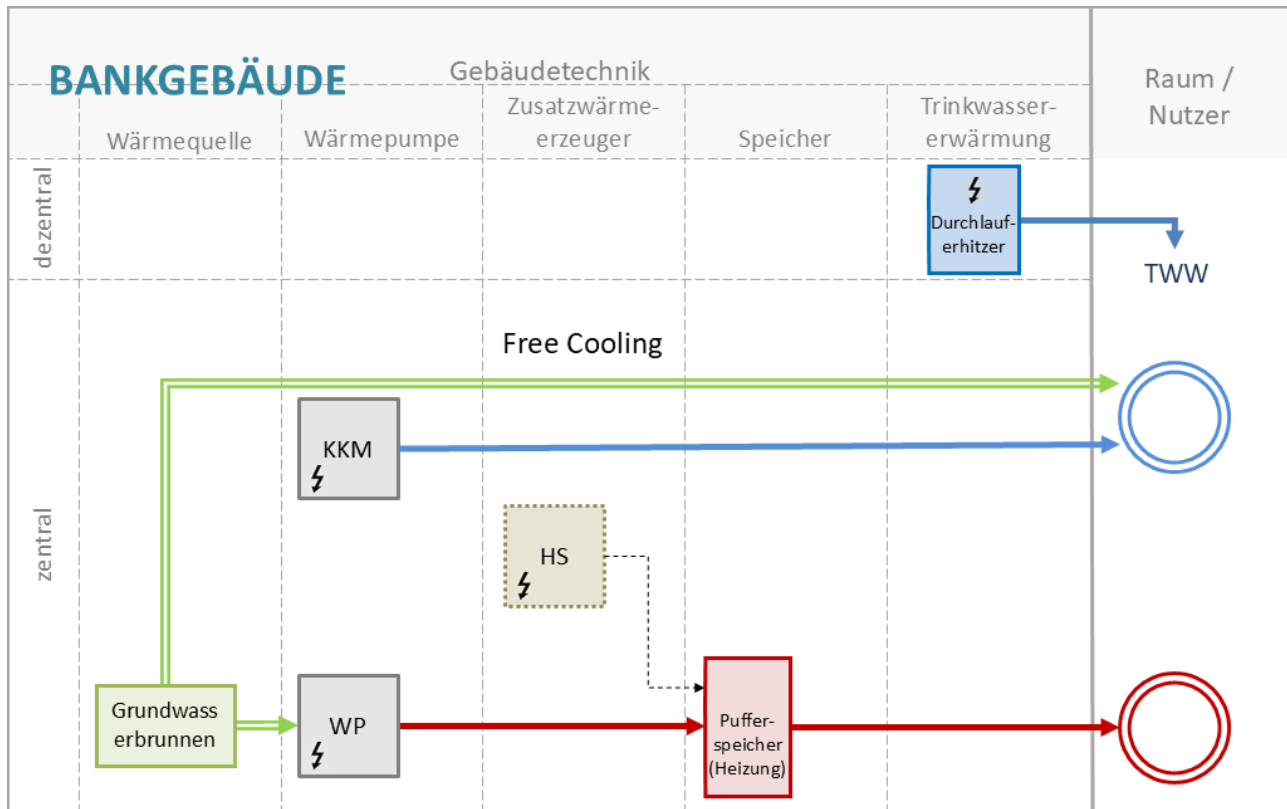 BANKGEBÄUDE
Gebäudetechnik
Raum /
Nutzer
Wärmequelle
Wärmepumpe
Zusatzwärme-
erzeuger
Speicher
Trinkwasser-
erwärmung
dezentral
Durchlauf-
erhitzer
TWW
Free Cooling
KKM
zentral
HS
Grundwass
erbrunnen
WP
Puffer-
speicher
(Heizung)